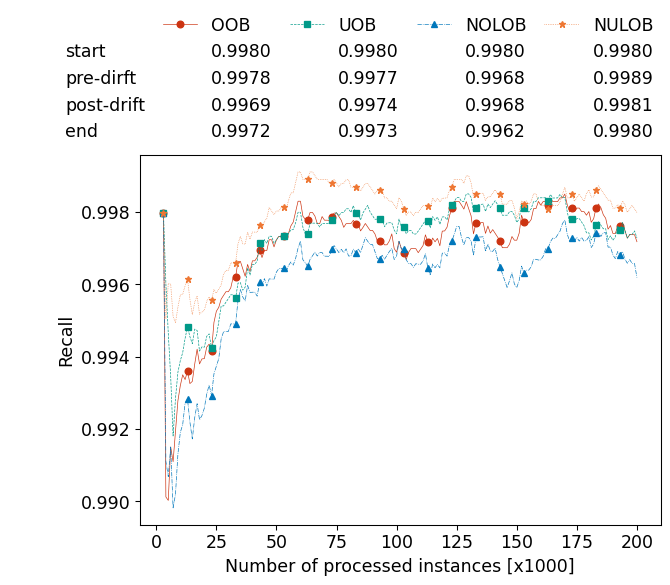 OOB UOB NOLOB NULOB
start 0.9980 0.9980 0.9980 0.9980
pre-dirft 0.9978 0.9977 0.9968 0.9989
post-drift 0.9969 0.9974 0.9968 0.9981
end 0.9972 0.9973 0.9962 0.9980
0.998
0.996
0.994
0.992
0.990
Recall
0 25 50 75 100 125 150 175 200
Number of processed instances [x1000]